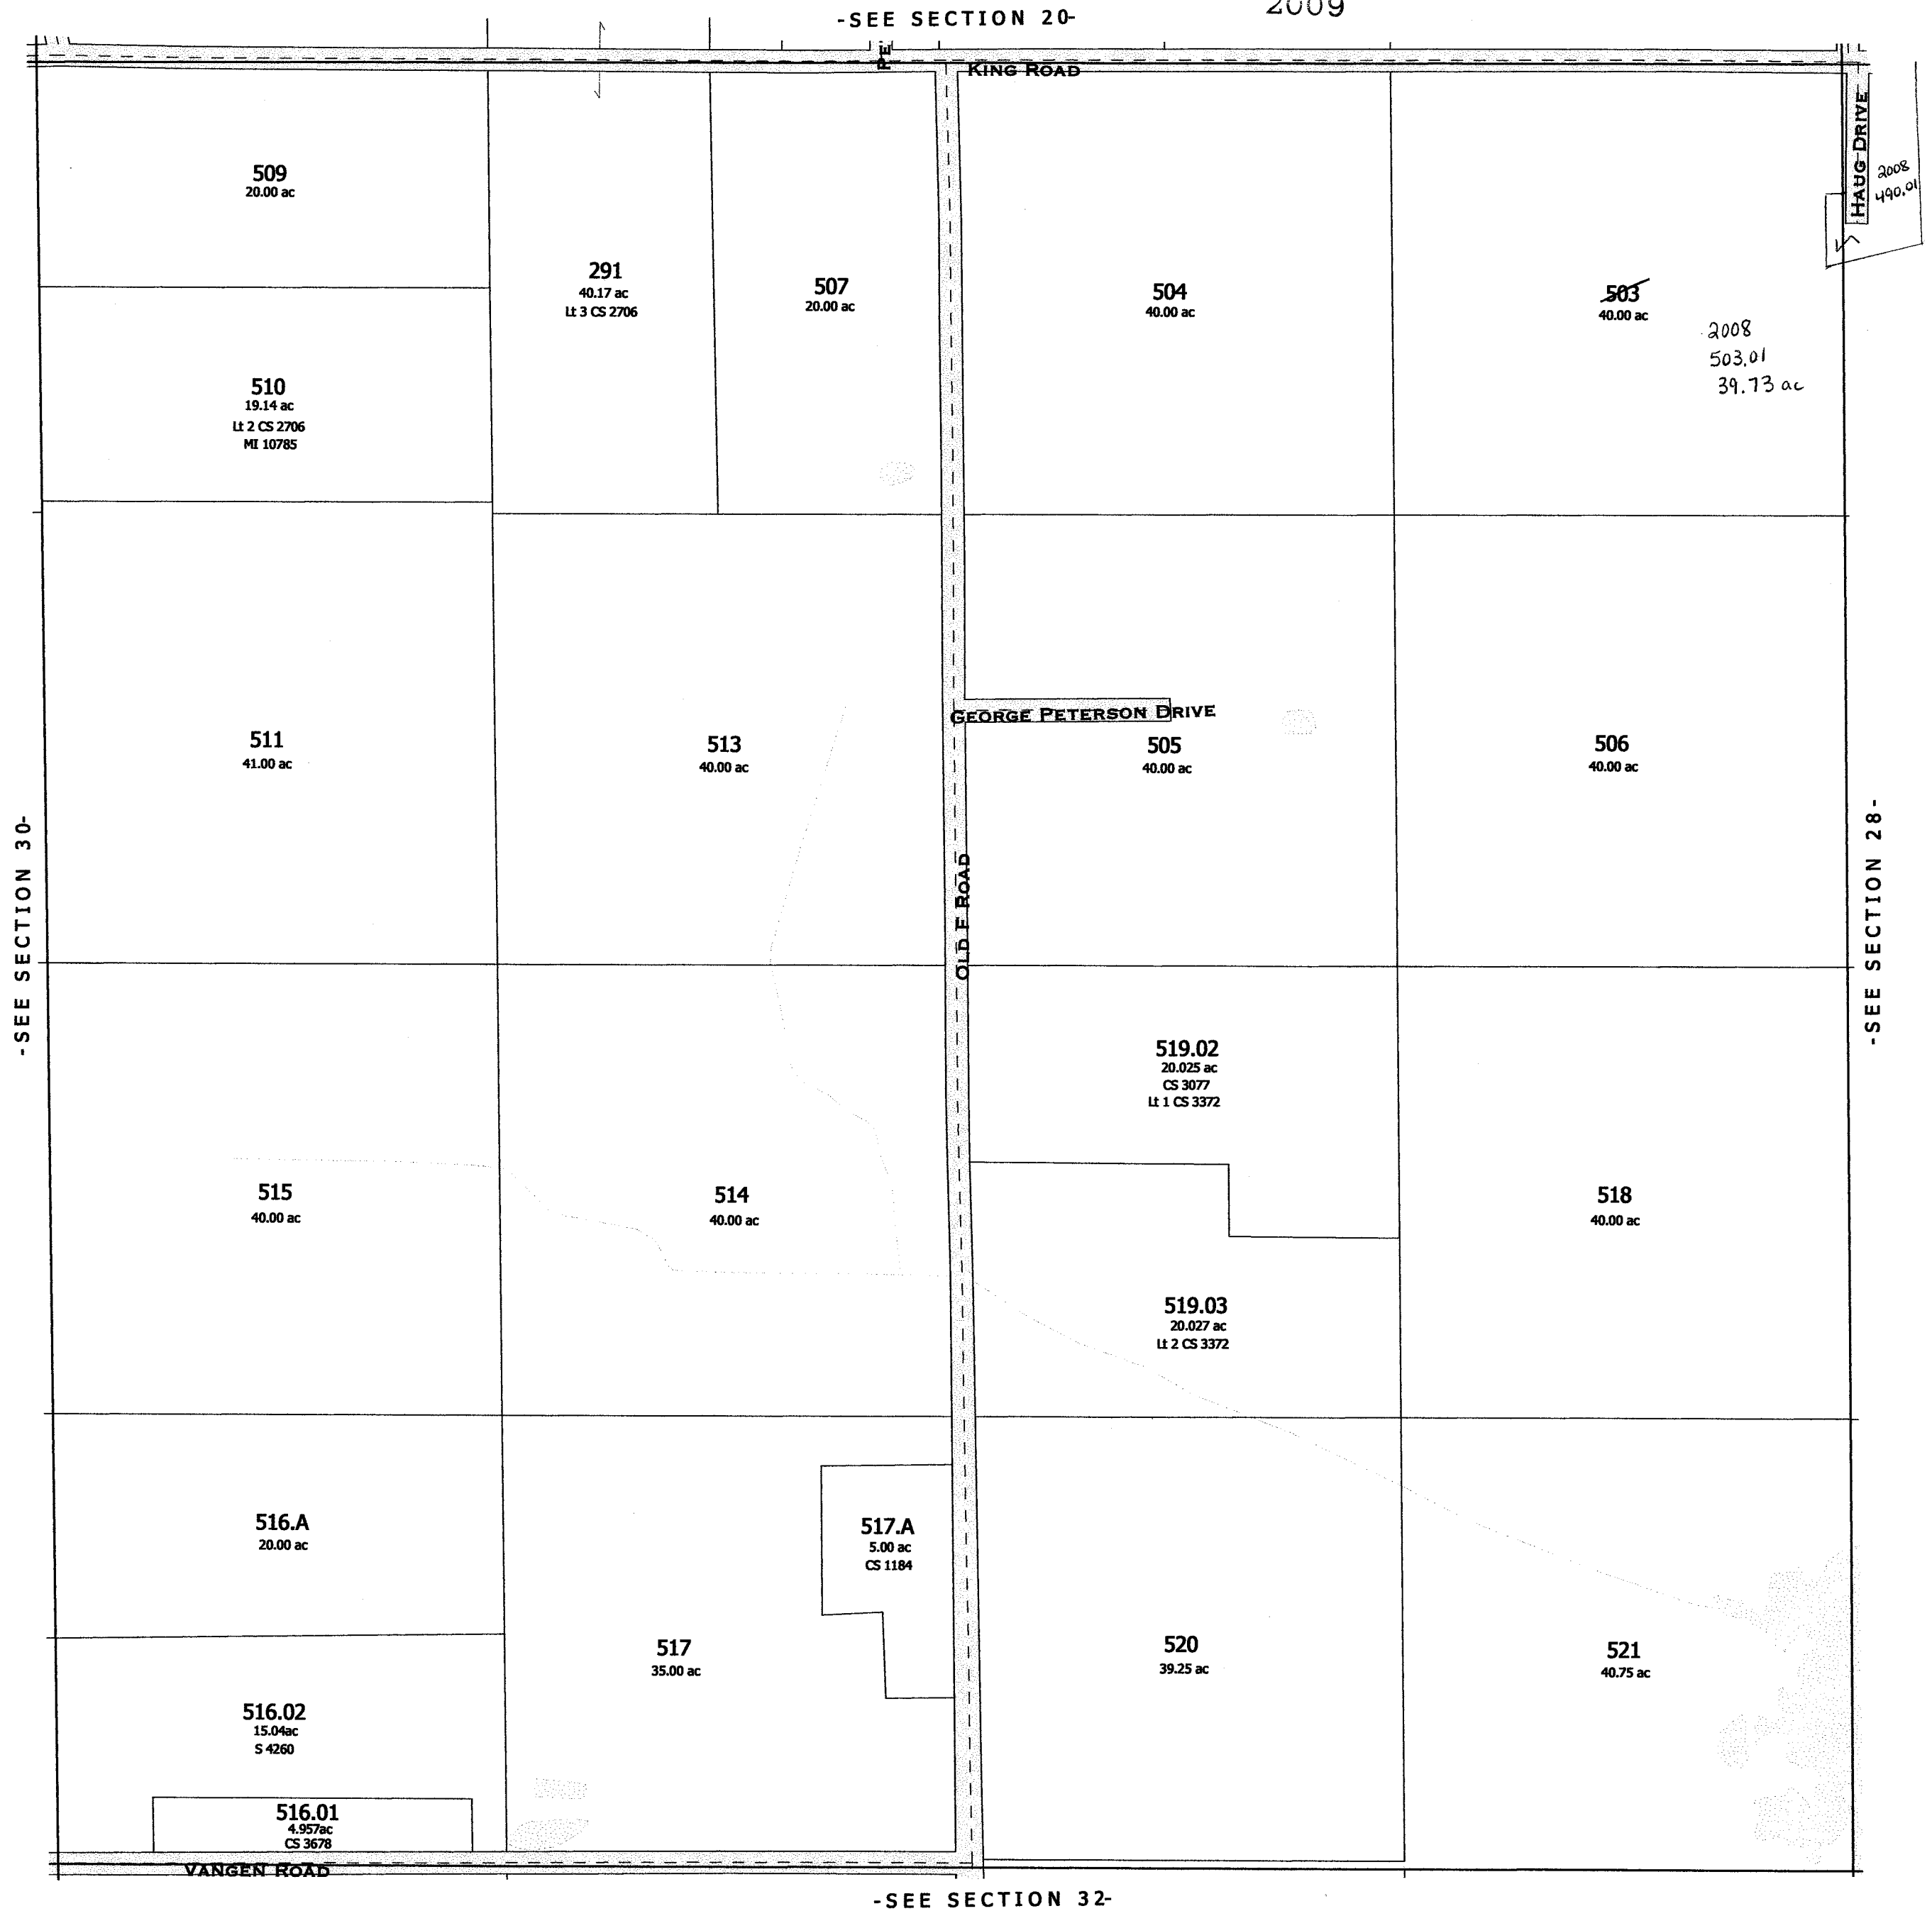 -SEE SECTION 20-
2009
PE
KING ROAD
HAUG DRIVE
2008
490.01
509
20.00 ac
291
40.17 ac
Lt 3 CS 2706
507
20.00 ac
504
40.00 ac
503
40.00 ac
2008
503.01
39.73 ac
510
19.14 ac
Lt 2 CS 2706
MI 10785
GEORGE PETERSON DRIVE
511
41.00 ac
513
40.00 ac
505
40.00 ac
506
40.00 ac
-SEE SECTION 30-
OLD F ROAD
-SEE SECTION 28-
519.02
20.025 ac
CS 3077
Lt 1 CS 3372
515
40.00 ac
514
40.00 ac
518
40.00 ac
519.03
20.027 ac
Lt 2 CS 3372
516.A
20.00 ac
517.A
5.00 ac
CS 1184
517
35.00 ac
520
39.25 ac
521
40.75 ac
516.02
15.04ac
S 4260
516.01
4.957ac
CS 3678
VANGEN ROAD
-SEE SECTION 32-